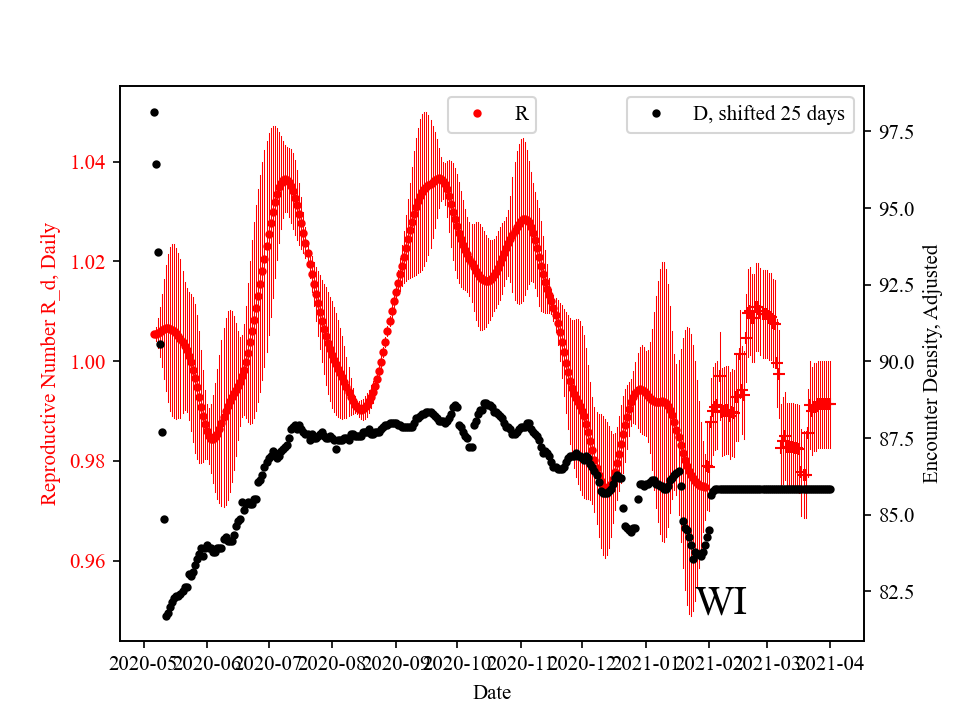 R
D, shifted 25 days
Reproductive Number R_d, Daily
1.04
1.02
1.00
0.98
0.96
97.5
95.0
92.5
90.0
87.5
85.0
82.5
Encounter Density, Adjusted
WI
2020-05 2020-06 2020-07 2020-08 2020-09 2020-10 2020-11 2020-12 2021-01 2021-02 2021-03 2021-04
Date